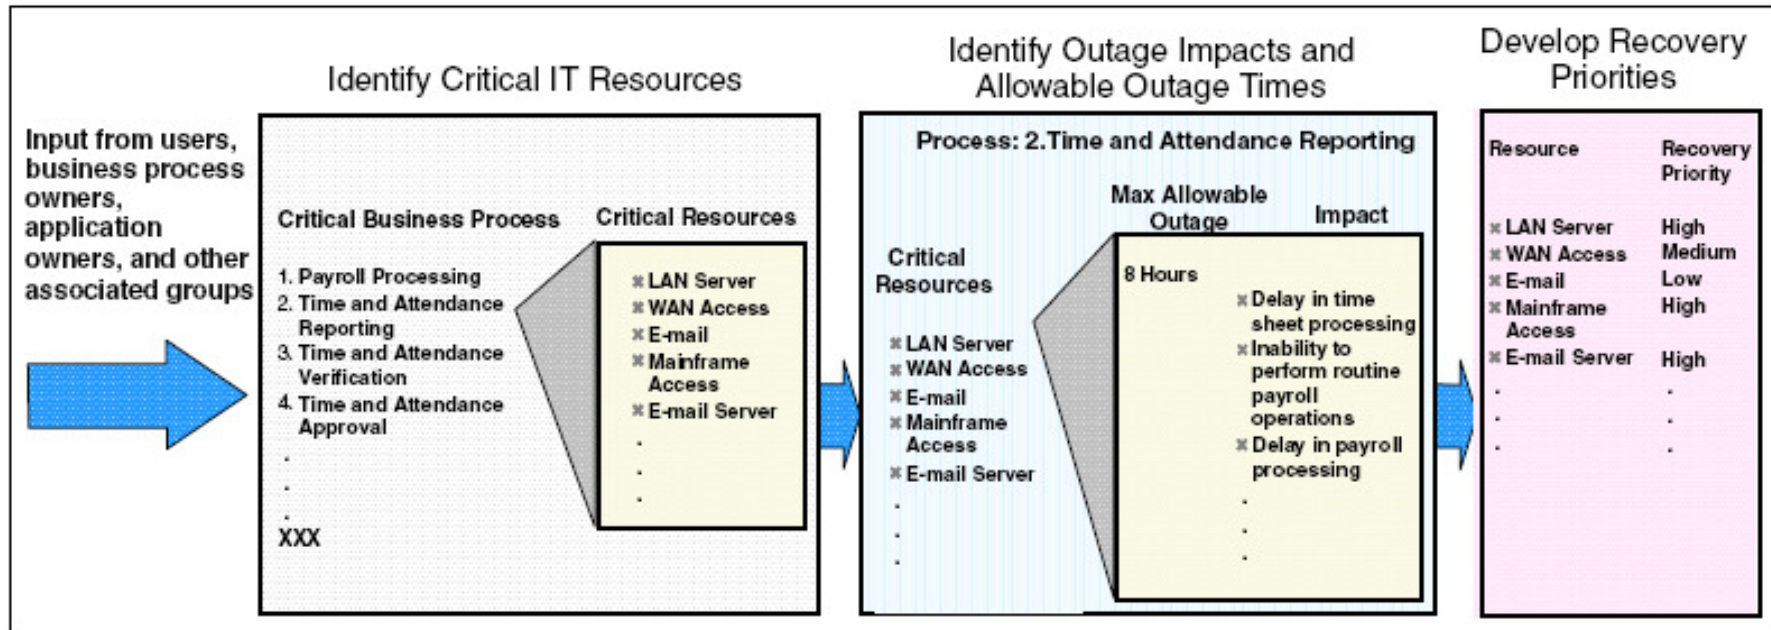 Identify Critical IT Resources
Input from users,
business process
owners,
application
owners, and other
associated groups
Critical Business Process
1. Payroll Processing
2. Time and Attendance
Reporting
3. Time and Attendance
Verification
4. Time and Attendance
Approval
.
.
.
XXX
Critical Resources
LAN Server
WAN Access
E-mail
Mainframe
Access
E-mail Server
.
.
.
Identify Outage Impacts and
Allowable Outage Times
Process: 2.Time and Attendance Reporting
Critical
Resources
LAN Server
WAN Access
E-mail
Mainframe
Access
E-mail Server
.
.
.
Max Allowable
Outage
8 Hours
Impact
Delay in time
sheet processing
Inability to
perform routine
payroll
operations
Delay in payroll
processing
.
.
.
Develop Recovery
Priorities
Resource
Recovery
Priority
LAN Server High
WAN Access Medium
E-mail Low
Mainframe High
Access
E-mail Server High
. .
. .
. .